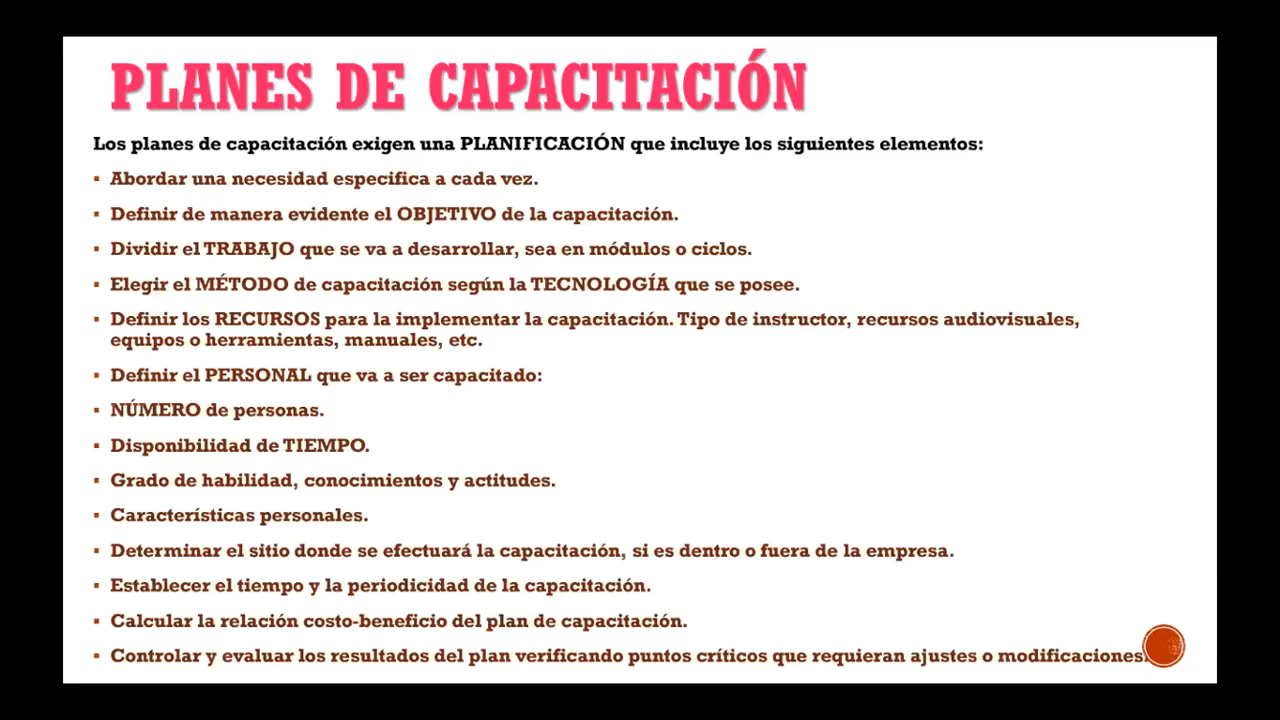 PLANES DE CAPACITACIÓN
Los planes de capacitación exigen una PLANIFICACIÓN que incluye los siguientes elementos:
▪ Abordar una necesidad especifica a cada vez.
▪ Definir de manera evidente el OBJETIVO de la capacitación.
▪ Dividir el TRABAJO que se va a desarrollar, sea en módulos o ciclos.
▪ Elegir el MÉTODO de capacitación según la TECNOLOGÍA que se posee.
▪ Definir los RECURSOS para la implementar la capacitación. Tipo de instructor, recursos audiovisuales,
equipos o herramientas, manuales, etc.
▪ Definir el PERSONAL que va a ser capacitado:
▪ NÚMERO de personas.
▪ Disponibilidad de TIEMPO.
▪ Grado de habilidad, conocimientos y actitudes.
▪ Características personales.
▪ Determinar el sitio donde se efectuará la capacitación, si es dentro o fuera de la empresa.
▪ Establecer el tiempo y la periodicidad de la capacitación.
▪ Calcular la relación costo-beneficio del plan de capacitación.
▪ Controlar y evaluar los resultados del plan verificando puntos críticos que requieran ajustes o modificaciones.